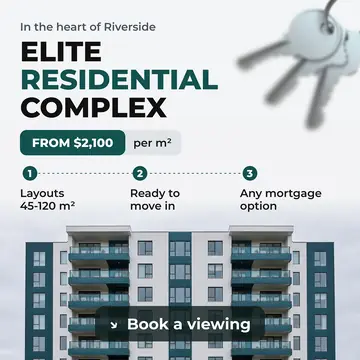 In the heart of Riverside
ELITE
RESIDENTIAL
COMPLEX
FROM $2,100 per m²
1 2 3
Layouts Ready to Any mortgage
45-120 m² move in option
↘ Book a viewing